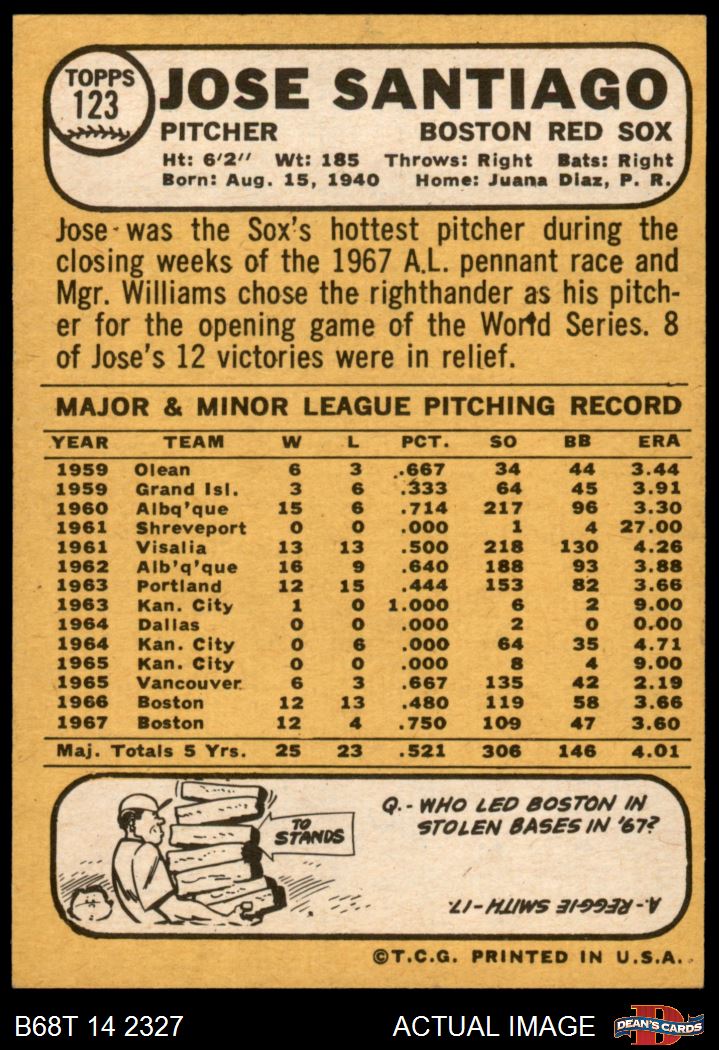 TOPPS
123
JOSE SANTIAGO
PITCHER BOSTON RED SOX
Ht: 6'2" Wt: 185 Throws: Right Bats: Right
Born: Aug. 15, 1940 Home: Juana Diaz, P. R.
Jose was the Sox's hottest pitcher during the
closing weeks of the 1967 A.L. pennant race and
Mgr. Williams chose the righthander as his pitch-
er for the opening game of the World Series. 8
of Jose's 12 victories were in relief.
MAJOR & MINOR LEAGUE PITCHING RECORD
YEAR TEAM W L PCT. SO BB ERA
1959 Olean 6 3 .667 34 44 3.44
1959 Grand Isl. 3 6 .333 64 45 3.91
1960 Albq'que 15 6 .714 217 96 3.30
1961 Shreveport 0 0 .000 1 4 27.00
1961 Visalia 13 13 .500 218 130 4.26
1962 Alb'q'que 16 9 .640 188 93 3.88
1963 Portland 12 15 .444 153 82 3.66
1963 Kan. City 1 0 1.000 6 2 9.00
1964 Dallas 0 0 .000 2 0 0.00
1964 Kan. City 0 6 .000 64 35 4.71
1965 Kan. City 0 0 .000 8 4 9.00
1965 Vancouver 6 3 .667 135 42 2.19
1966 Boston 12 13 .480 119 58 3.66
1967 Boston 12 4 .750 109 47 3.60
Maj. Totals 5 Yrs. 25 23 .521 306 146 4.01
TO
STANDS
Q.-WHO LED BOSTON IN
STOLEN BASES IN '67?
A-REGGIE SMITH-17.
©T.C.G. PRINTED IN U.S.A.
B68T 14 2327 ACTUAL IMAGE
D
DEAN'S CARDS